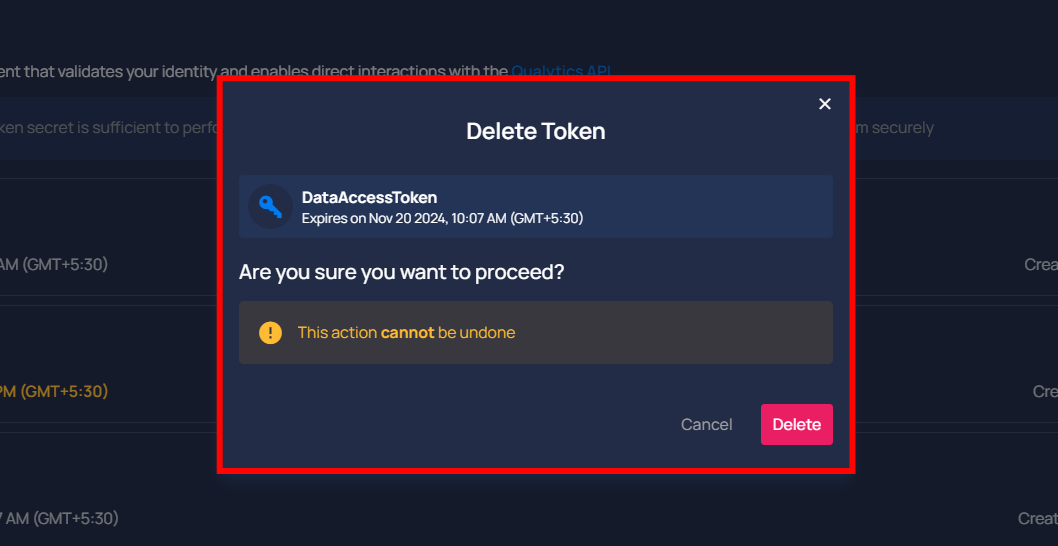 ent that validates your identity and enables direct interactions with the Qualytics API
ken secret is sufficient to perfo
m securely
Delete Token
DataAccessToken
Expires on Nov 20 2024, 10:07 AM (GMT+5:30)
AM (GMT+5:30)
Crea
Are you sure you want to proceed?
This action cannot be undone
PM (GMT+5:30)
Cre
Cancel
Delete
7 AM (GMT+5:30)
Creat